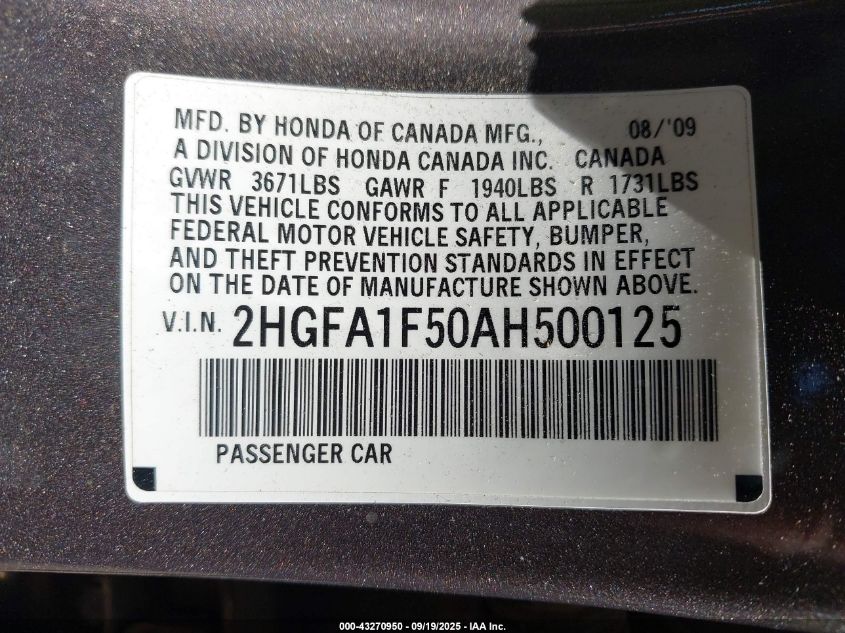 MFD. BY HONDA OF CANADA MFG., 08/'09
A DIVISION OF HONDA CANADA INC. CANADA
GVWR 3671LBS GAWR F 1940LBS R 1731LBS
THIS VEHICLE CONFORMS TO ALL APPLICABLE
FEDERAL MOTOR VEHICLE SAFETY, BUMPER,
AND THEFT PREVENTION STANDARDS IN EFFECT
ON THE DATE OF MANUFACTURE SHOWN ABOVE.
V.I.N. 2HGFA1F50AH500125
PASSENGER CAR
000-43270950 - 09/19/2025 - IAA Inc.